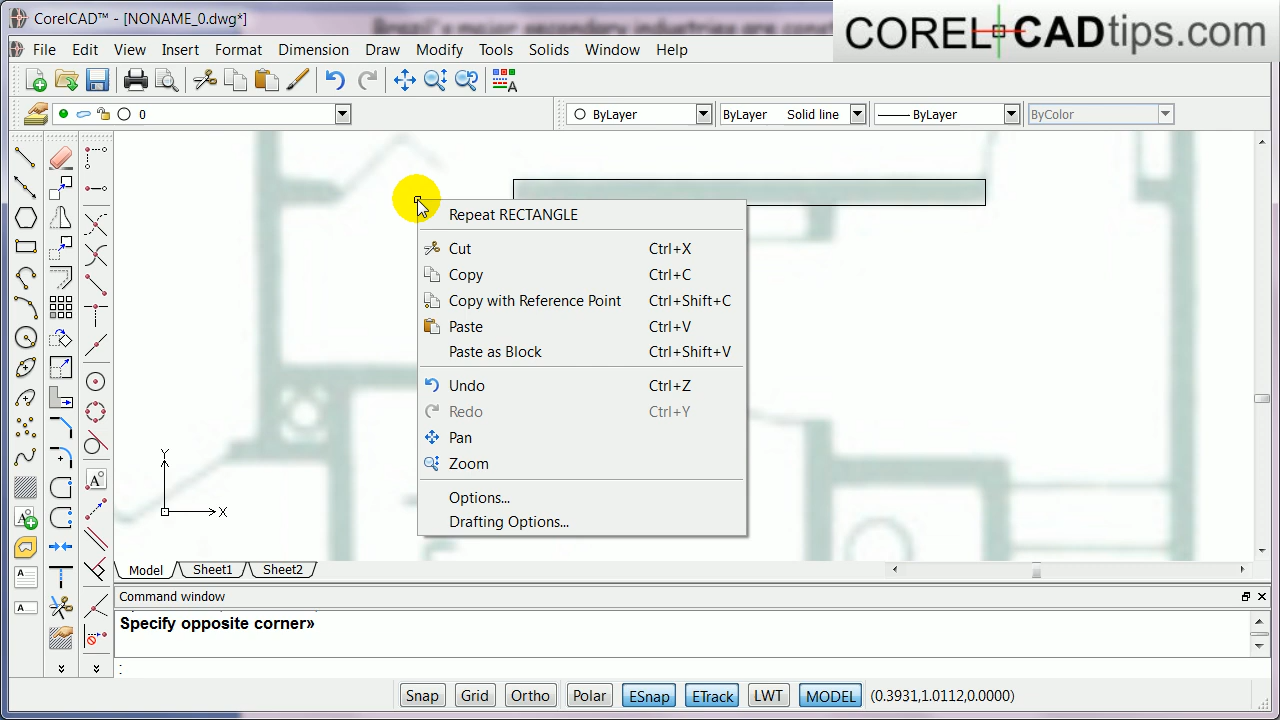 CorelCAD™ - [NONAME_0.dwg*]
Brazil's major secondary industries are
COREL CADtips.com
File Edit View Insert Format Dimension Draw Modify Tools Solids Window Help
0 ByLayer ByLayer Solid line ByLayer ByColor
Repeat RECTANGLE
Cut Ctrl+X
Copy Ctrl+C
Copy with Reference Point Ctrl+Shift+C
Paste Ctrl+V
Paste as Block Ctrl+Shift+V
Undo Ctrl+Z
Redo Ctrl+Y
Pan
Zoom
Options...
Drafting Options...
Y
X
Model Sheet1 Sheet2
Command window
Specify opposite corner»
:
Snap Grid Ortho Polar ESnap ETrack LWT MODEL (0.3931,1.0112,0.0000)